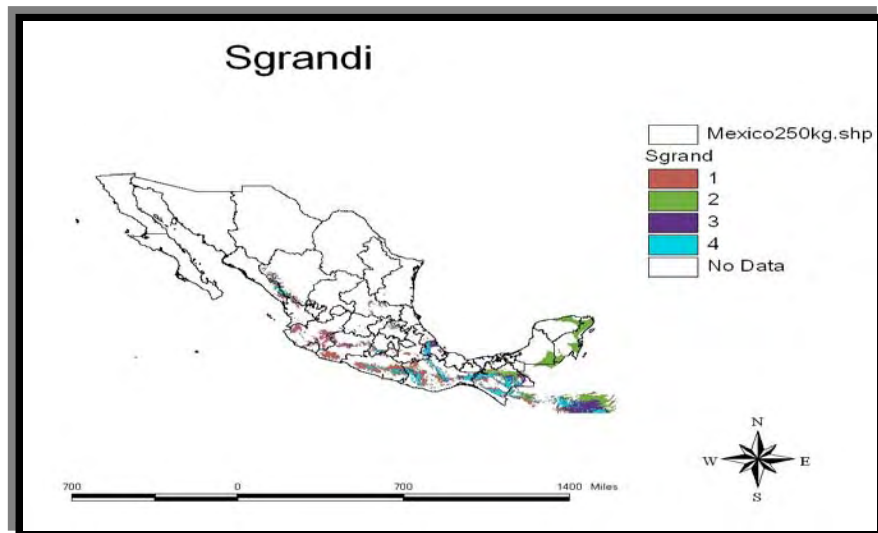 Sgrandi
Mexico250kg.shp
Sgrand
1
2
3
4
No Data
N
W E
S
700 0 700 1400 Miles